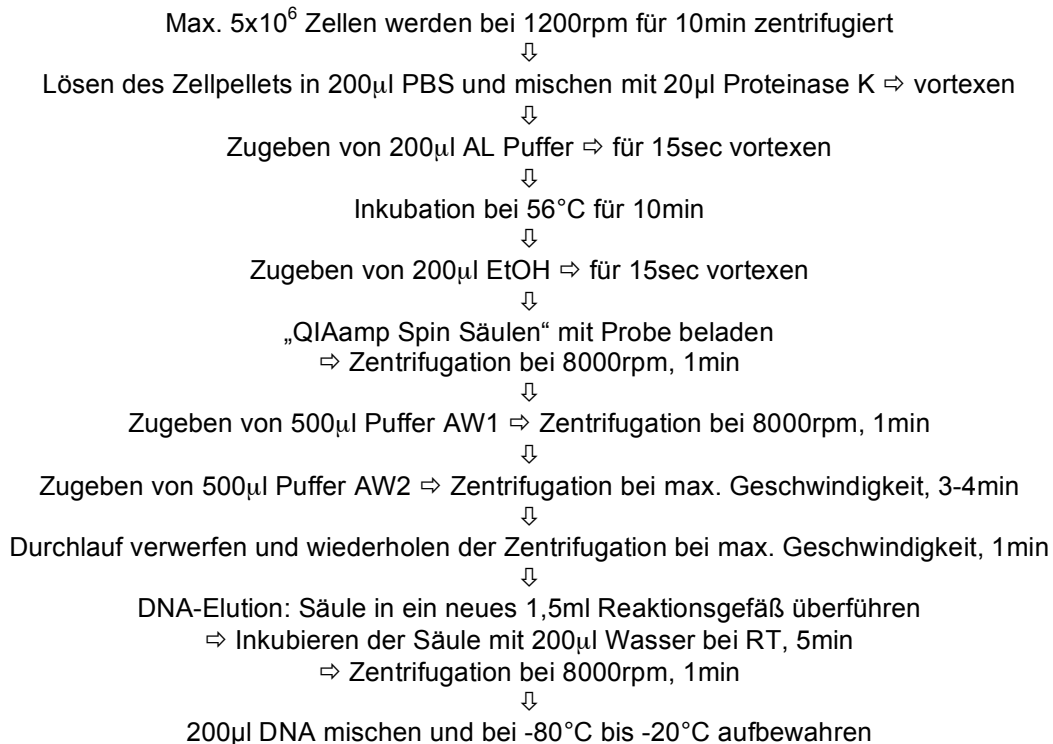 Max. 5x10⁶ Zellen werden bei 1200rpm für 10min zentrifugiert
⇩
Lösen des Zellpellets in 200µl PBS und mischen mit 20µl Proteinase K ⇨ vortexen
⇩
Zugeben von 200µl AL Puffer ⇨ für 15sec vortexen
⇩
Inkubation bei 56°C für 10min
⇩
Zugeben von 200µl EtOH ⇨ für 15sec vortexen
⇩
„QIAamp Spin Säulen“ mit Probe beladen
⇨ Zentrifugation bei 8000rpm, 1min
⇩
Zugeben von 500µl Puffer AW1 ⇨ Zentrifugation bei 8000rpm, 1min
⇩
Zugeben von 500µl Puffer AW2 ⇨ Zentrifugation bei max. Geschwindigkeit, 3-4min
⇩
Durchlauf verwerfen und wiederholen der Zentrifugation bei max. Geschwindigkeit, 1min
⇩
DNA-Elution: Säule in ein neues 1,5ml Reaktionsgefäß überführen
⇨ Inkubieren der Säule mit 200µl Wasser bei RT, 5min
⇨ Zentrifugation bei 8000rpm, 1min
⇩
200µl DNA mischen und bei -80°C bis -20°C aufbewahren